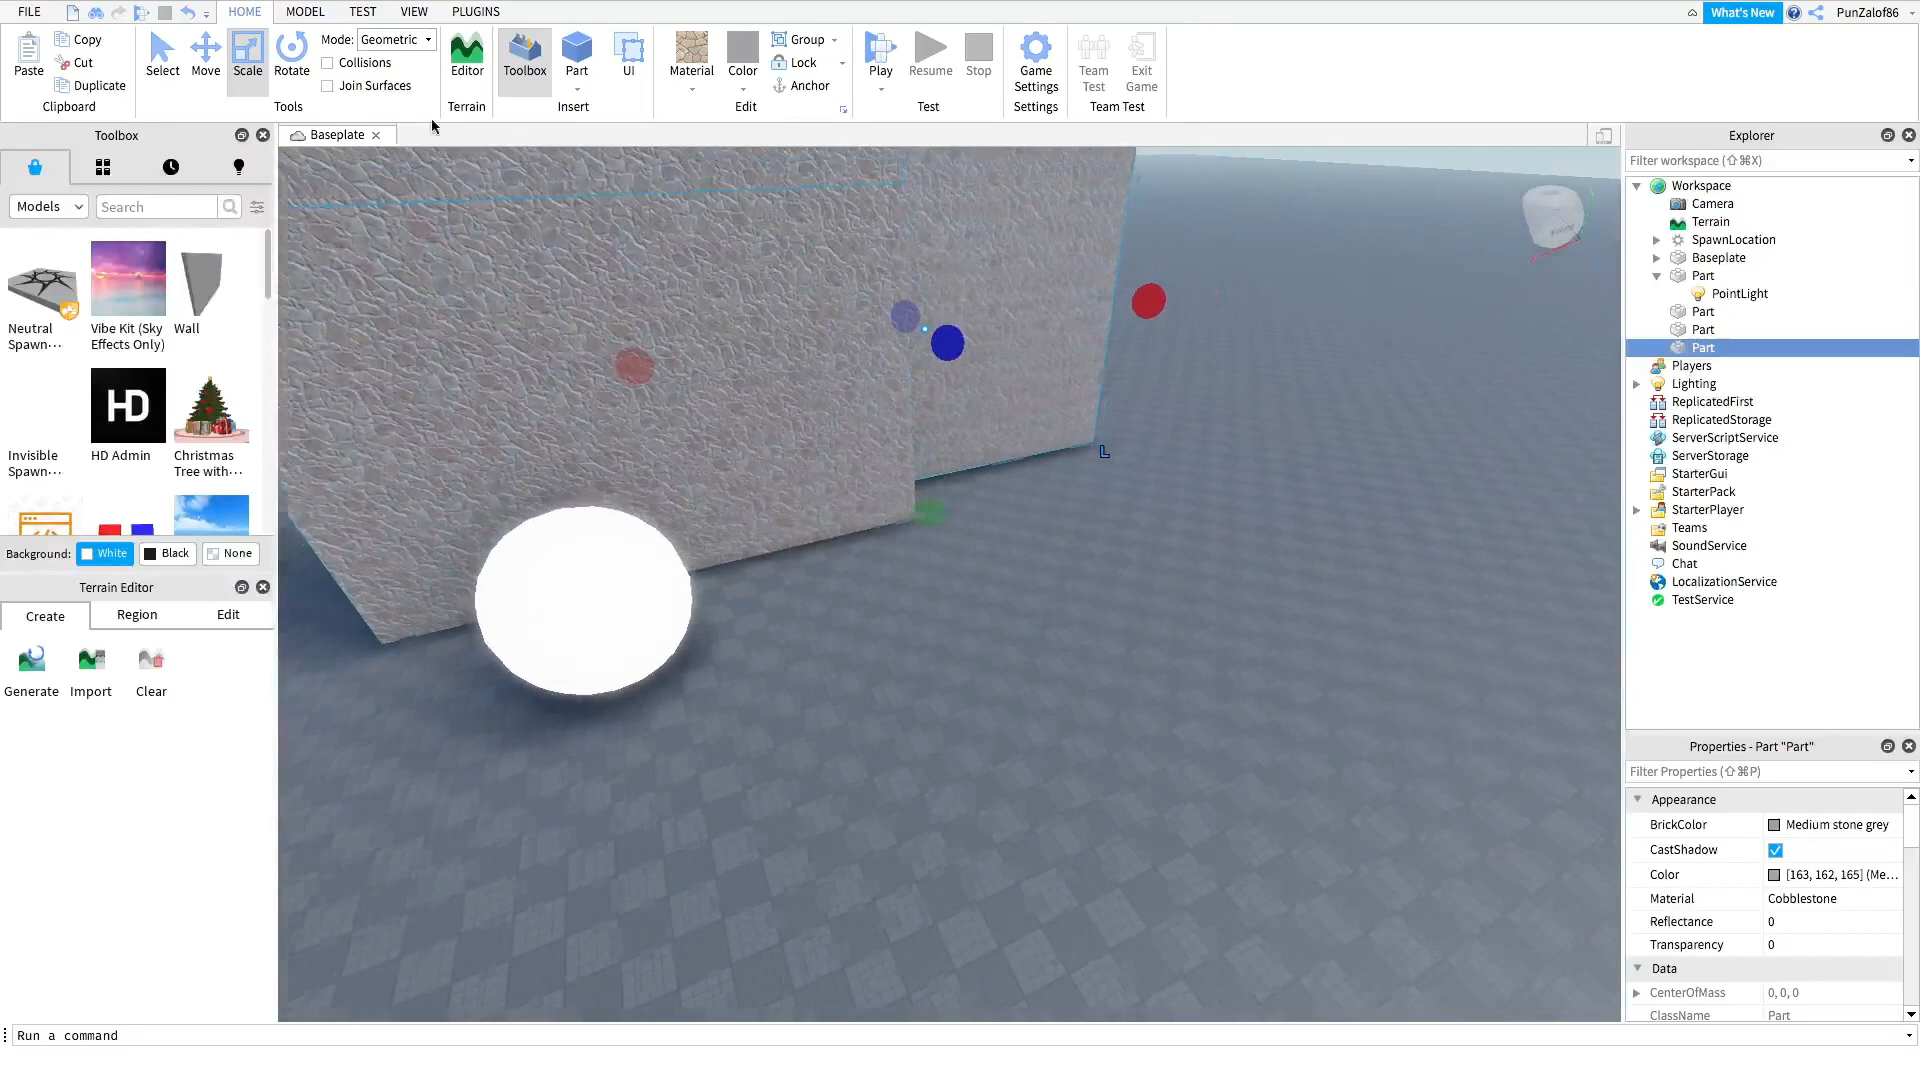 FILE
HOME
MODEL
TEST
VIEW
PLUGINS
What's New
PunZalof86
Paste
Copy
Cut
Duplicate
Clipboard
Select
Move
Scale
Rotate
Mode: Geometric
Collisions
Join Surfaces
Tools
Editor
Terrain
Toolbox
Part
UI
Insert
Material
Color
Group
Lock
Anchor
Edit
Play
Resume
Stop
Test
Game
Settings
Settings
Team
Test
Exit
Game
Team Test
Toolbox
Models
Search
Neutral
Spawn···
Vibe Kit (Sky
Effects Only)
Wall
Invisible
Spawn···
HD
HD Admin
Christmas
Tree with···
Background:
White
Black
None
Terrain Editor
Create
Region
Edit
Generate
Import
Clear
Baseplate
L
Explorer
Filter workspace (⇧⌘X)
Workspace
Camera
Terrain
SpawnLocation
Baseplate
Part
PointLight
Part
Part
Part
Players
Lighting
ReplicatedFirst
ReplicatedStorage
ServerScriptService
ServerStorage
StarterGui
StarterPack
StarterPlayer
Teams
SoundService
Chat
LocalizationService
TestService
Properties - Part "Part"
Filter Properties (⇧⌘P)
Appearance
BrickColor Medium stone grey
CastShadow
Color [163, 162, 165] (Me...
Material Cobblestone
Reflectance 0
Transparency 0
Data
CenterOfMass 0, 0, 0
ClassName Part
Run a command